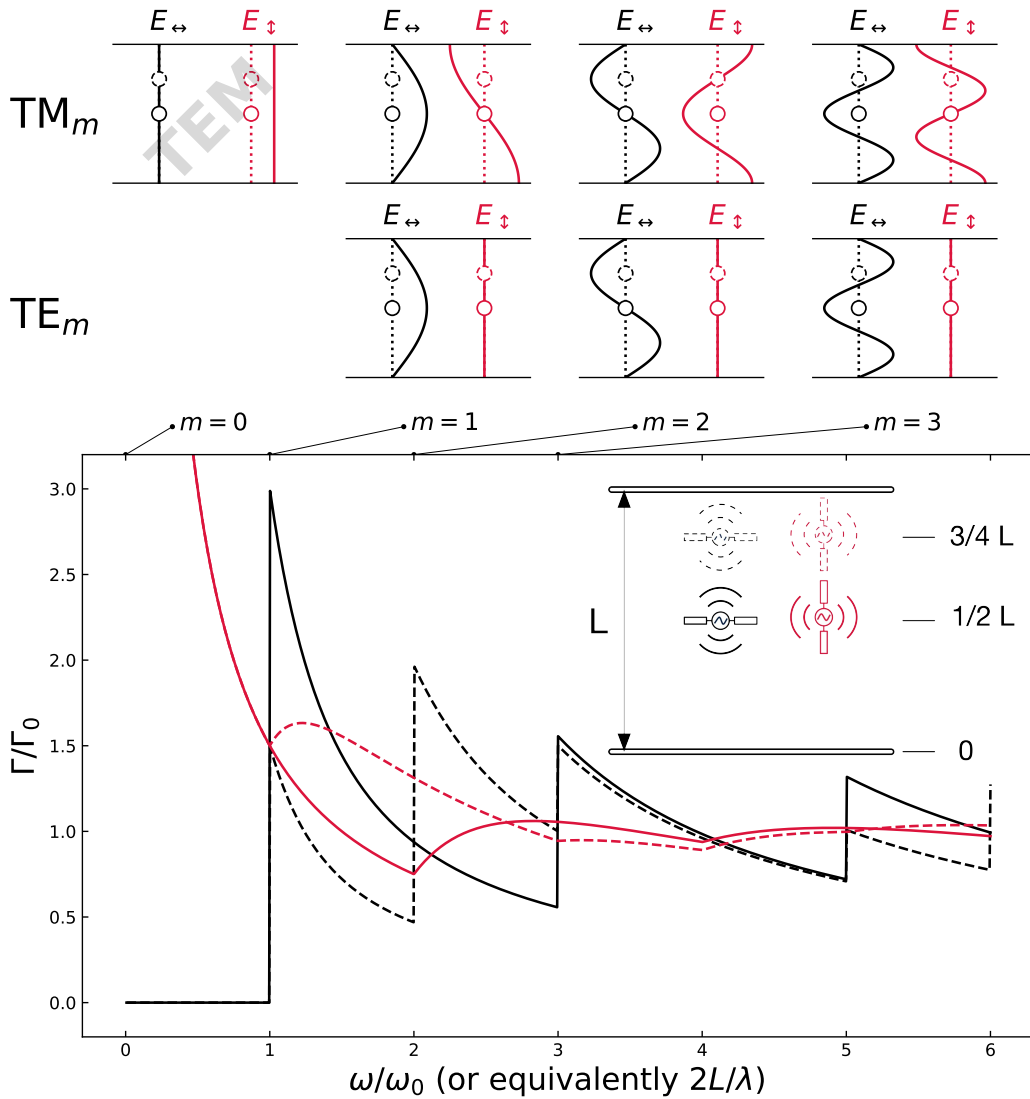 E↔ E↕ E↔ E↕ E↔ E↕ E↔ E↕
TMₘ
TEM
E↔ E↕ E↔ E↕ E↔ E↕
TEₘ
m = 0 m = 1 m = 2 m = 3
3.0
2.5
2.0
1.5
1.0
0.5
0.0
Γ/Γ₀
L
3/4 L
1/2 L
0
0 1 2 3 4 5 6
ω/ω₀ (or equivalently 2L/λ)